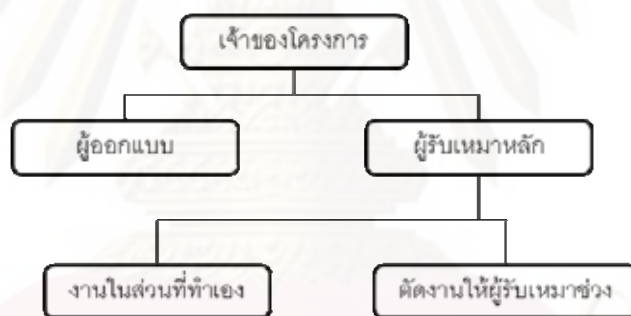 เจ้าของโครงการ
ผู้ออกแบบ
ผู้รับเหมาหลัก
งานในส่วนที่ทำเอง
ตัดงานให้ผู้รับเหมาช่วง